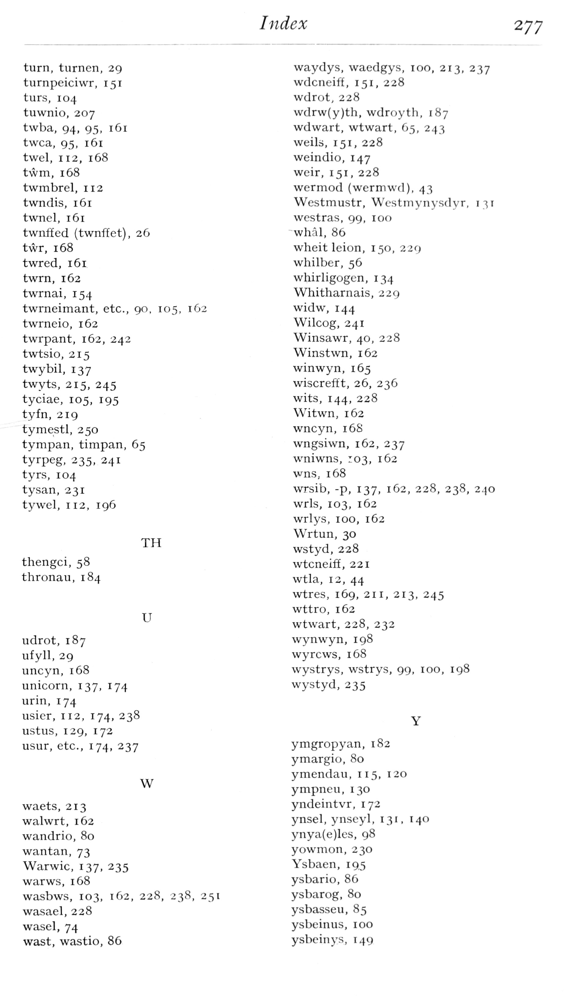 Index 277
turn, turnen, 29
turnpeiciwr, 151
turs, 104
tuwnio, 207
twba, 94, 95, 161
twca, 95, 161
twel, 112, 168
tŵm, 168
twmbrel, 112
twndis, 161
twnel, 161
twnffed (twnffet), 26
tŵr, 168
twred, 161
twrn, 162
twrnai, 154
twrneimant, etc., 90, 105, 162
twrneio, 162
twrpant, 162, 242
twtsio, 215
twybil, 137
twyts, 215, 245
tyciae, 105, 195
tyfn, 219
tymestl, 250
tympan, timpan, 65
tyrpeg, 235, 241
tyrs, 104
tysan, 231
tywel, 112, 196
TH
thengci, 58
thronau, 184
U
udrot, 187
ufyll, 29
uncyn, 168
unicorn, 137, 174
urin, 174
usier, 112, 174, 238
ustus, 129, 172
usur, etc., 174, 237
W
waets, 213
walwrt, 162
wandrio, 80
wantan, 73
Warwic, 137, 235
warws, 168
wasbws, 103, 162, 228, 238, 251
wasael, 228
wasel, 74
wast, wastio, 86
waydys, waedgys, 100, 213, 237
wdcneiff, 151, 228
wdrot, 228
wdrw(y)th, wdroyth, 187
wdwart, wtwart, 65, 243
weils, 151, 228
weindio, 147
weir, 151, 228
wermod (wermwd), 43
Westmustr, Westmynysdyr, 131
westras, 99, 100
whâl, 86
wheit leion, 150, 229
whilber, 56
whirligogen, 134
Whitharnais, 229
widw, 144
Wilcog, 241
Winsawr, 40, 228
Winstwn, 162
winwyn, 165
wiscrefft, 26, 236
wits, 144, 228
Witwn, 162
wncyn, 168
wngsiwn, 162, 237
wniwns, 103, 162
wns, 168
wrsib, -p, 137, 162, 228, 238, 240
wrls, 103, 162
wrlys, 100, 162
Wrtun, 30
wstyd, 228
wtcneiff, 221
wtla, 12, 44
wtres, 169, 211, 213, 245
wttro, 162
wtwart, 228, 232
wynwyn, 198
wyrcws, 168
wystrys, wstrys, 99, 100, 198
wystyd, 235
Y
ymgropyan, 182
ymargio, 80
ymendau, 115, 120
ympneu, 130
yndeintvr, 172
ynsel, ynseyl, 131, 140
ynya(e)les, 98
yowmon, 230
Ysbaen, 195
ysbario, 86
ysbarog, 80
ysbasseu, 85
ysbeinus, 100
ysbeinys, 149